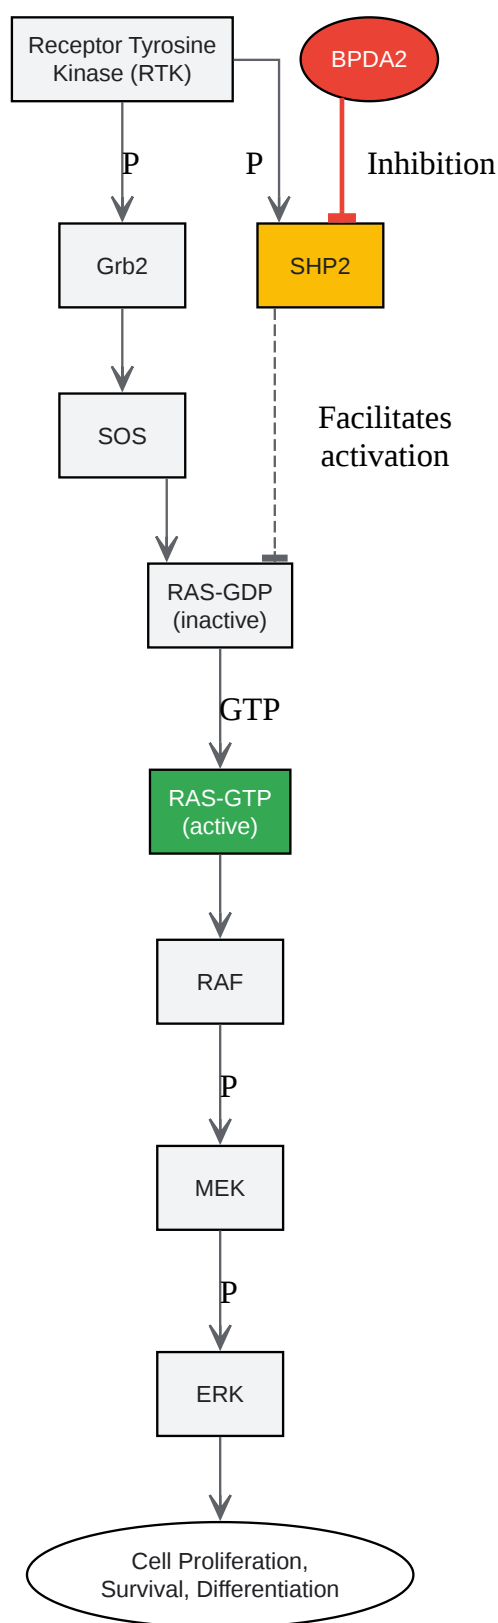 Receptor Tyrosine
Kinase (RTK)
BPDA2
P
P
Inhibition
Grb2
SHP2
Facilitates
activation
SOS
RAS-GDP
(inactive)
GTP
RAS-GTP
(active)
RAF
P
MEK
P
ERK
Cell Proliferation,
Survival, Differentiation